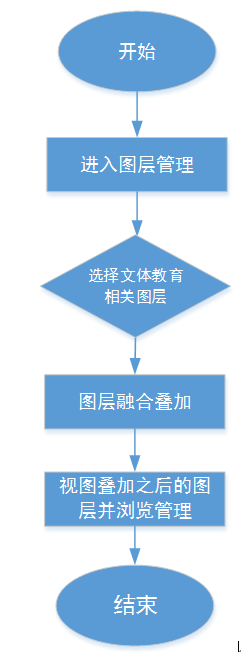 开始
进入图层管理
选择文体教育
相关图层
图层融合叠加
视图叠加之后的图
层并浏览管理
结束